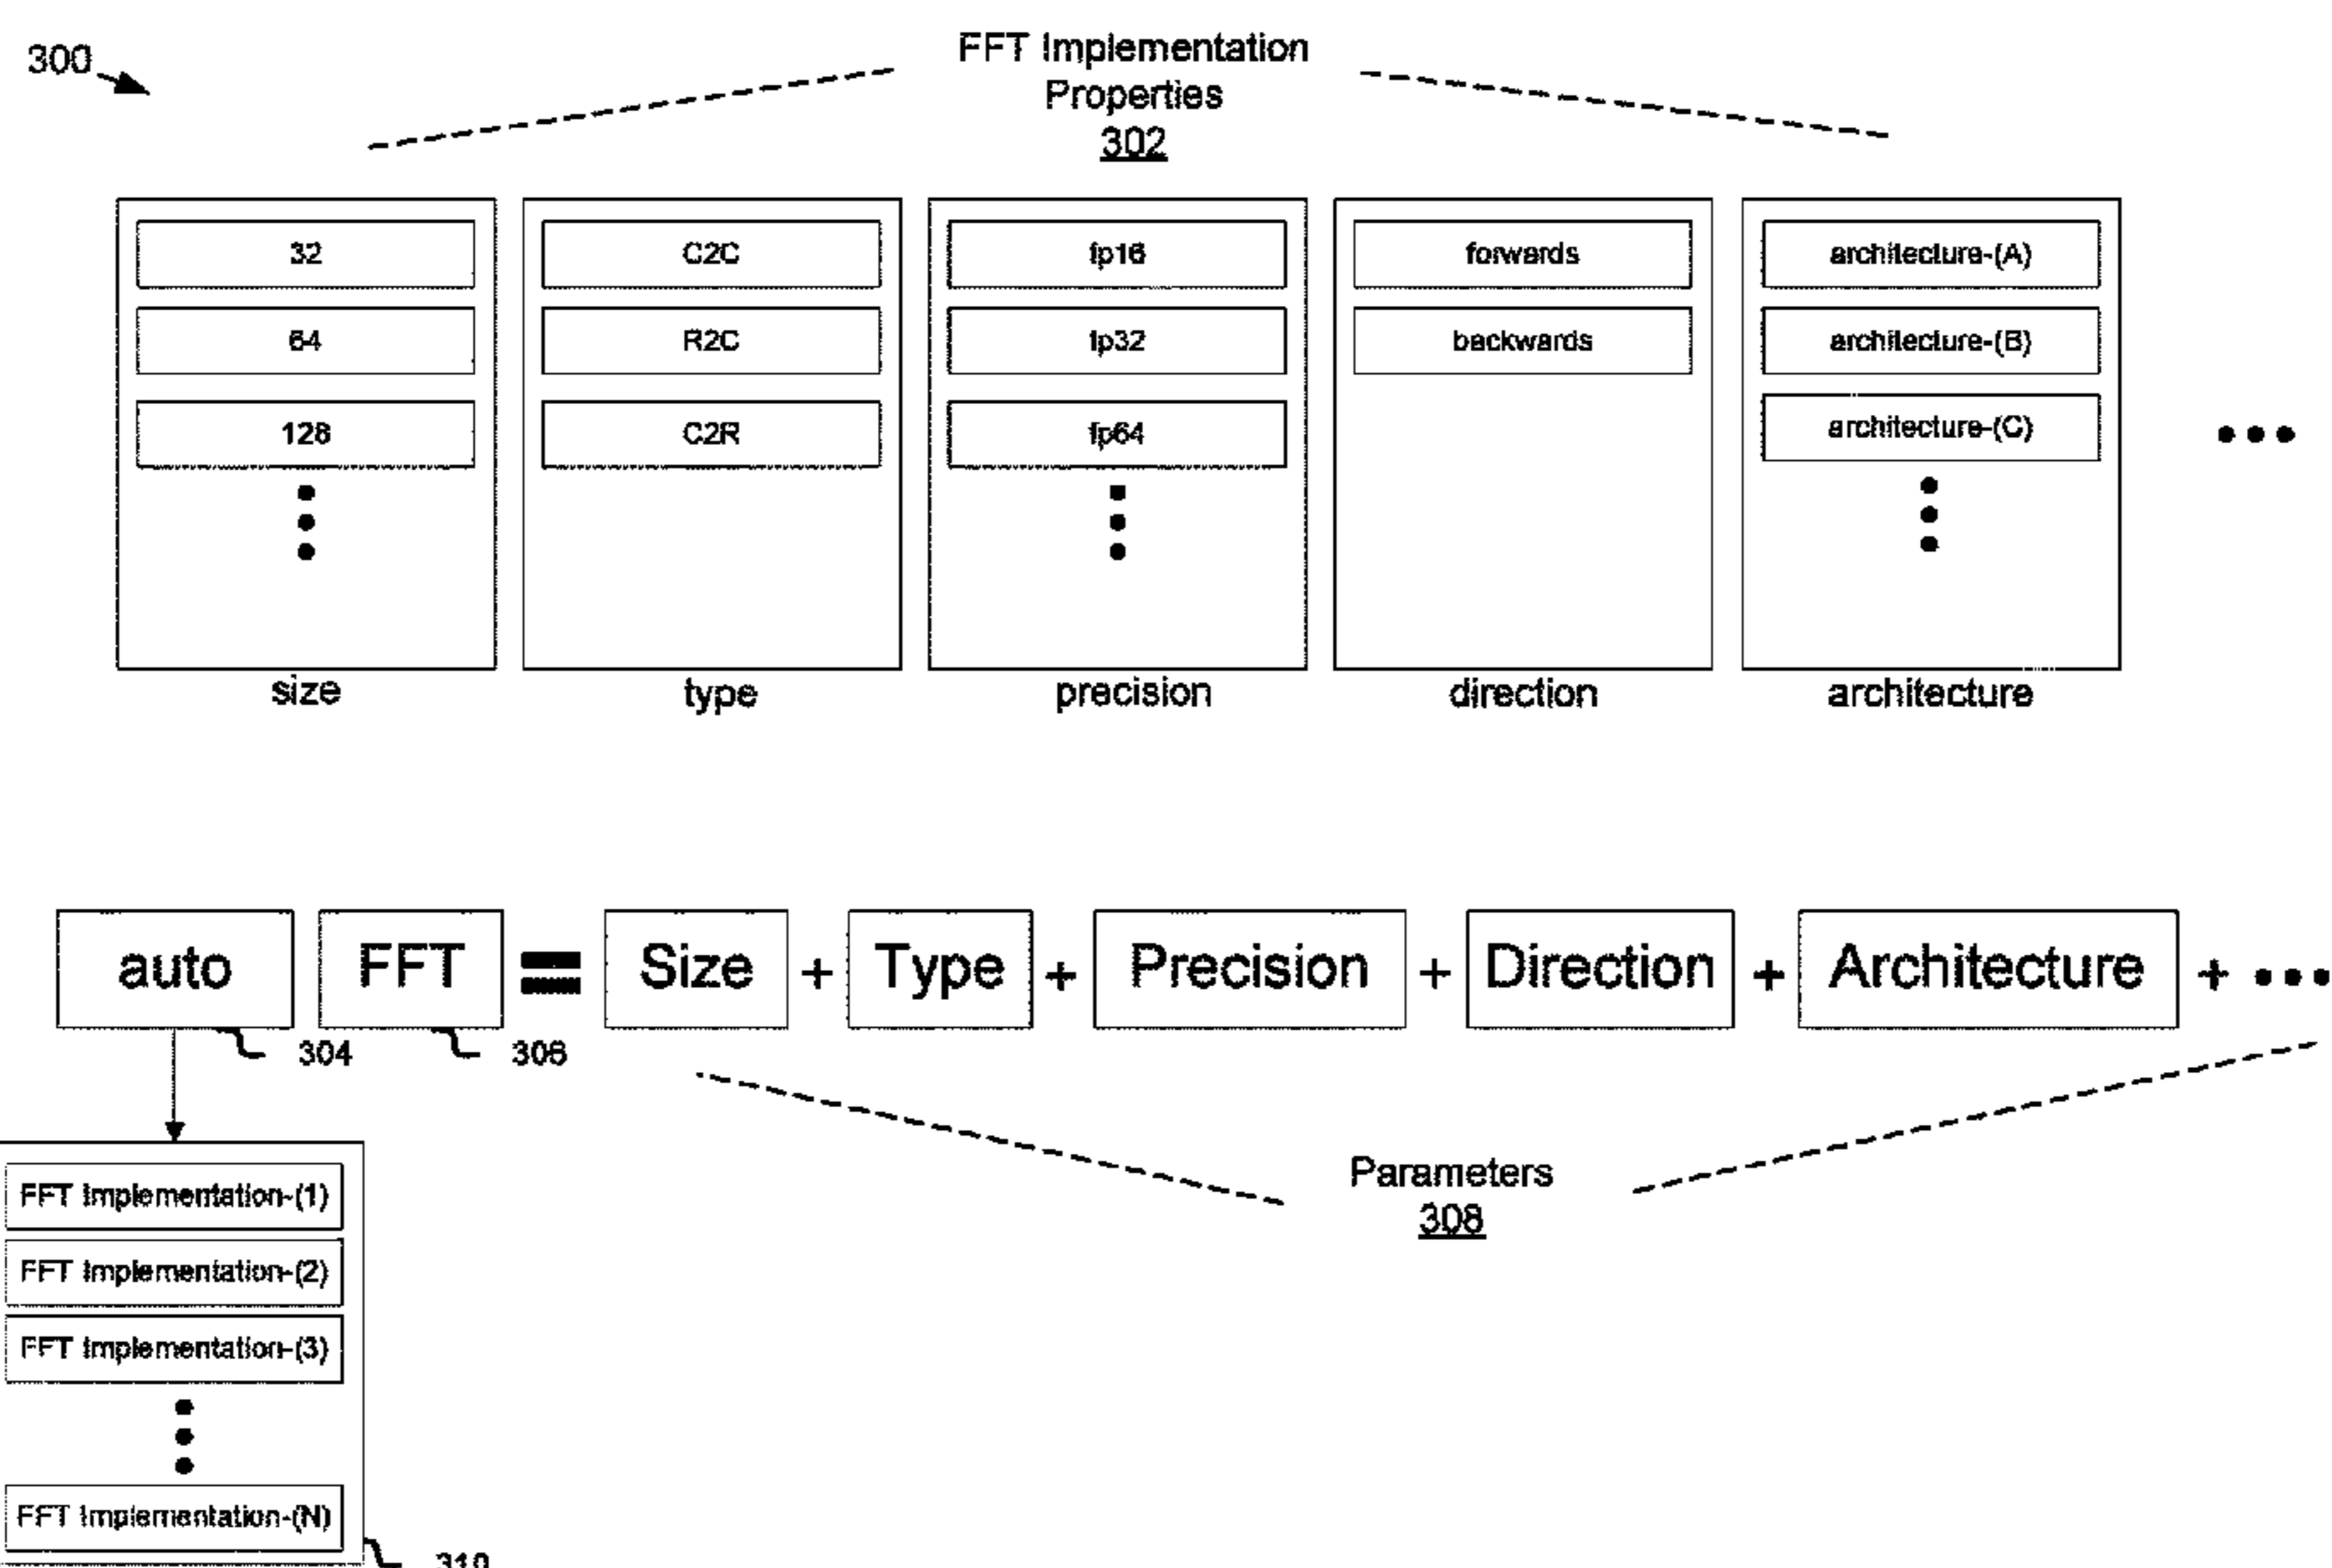 300
FFT Implementation
Properties
302
32
64
128
size
C2C
R2C
C2R
type
fp16
fp32
fp64
precision
forwards
backwards
direction
architecture-(A)
architecture-(B)
architecture-(C)
architecture
auto FFT = Size + Type + Precision + Direction + Architecture +
304
306
Parameters
308
FFT Implementation-(1)
FFT Implementation-(2)
FFT Implementation-(3)
FFT Implementation-(N)
310